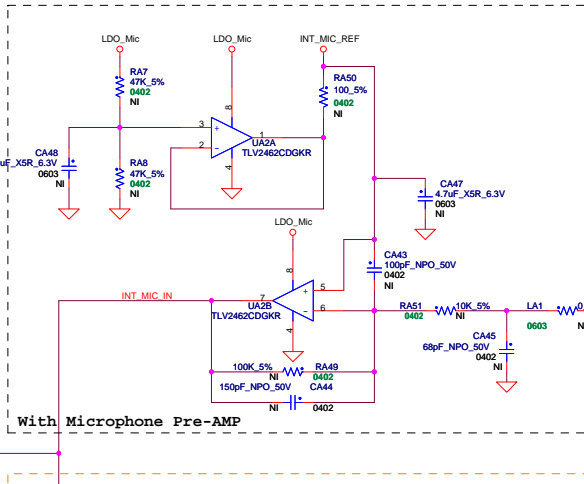 LDO_Mic
LDO_Mic
INT_MIC_REF
RA7
47K_5%
0402
NI
RA50
100_5%
0402
NI
8
3
+
1
2
-
4
UA2A
TLV2462CDGKR
CA48
uF_X5R_6.3V
0603
NI
RA8
47K_5%
0402
NI
CA47
4.7uF_X5R_6.3V
0603
NI
LDO_Mic
CA43
100pF_NPO_50V
0402
NI
8
5
+
7
6
-
4
INT_MIC_IN
UA2B
TLV2462CDGKR
RA51
0402
10K_5%
NI
LA1
0603
0
N
CA45
68pF_NPO_50V
0402
NI
100K_5%
NI
RA49
0402
150pF_NPO_50V
NI
CA44
0402
With Microphone Pre-AMP